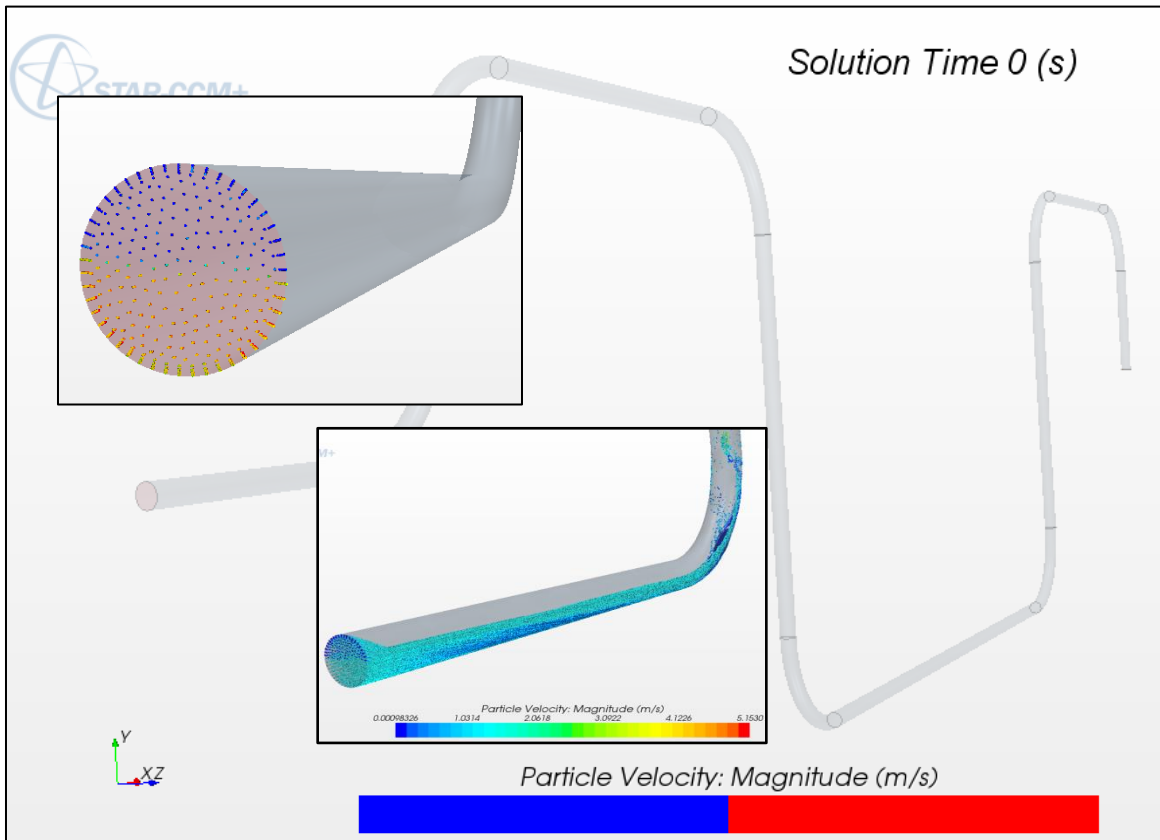 Solution Time 0 (s)
STAR-CCM+
M+
Particle Velocity: Magnitude (m/s)
0.00098326 1.0314 2.0618 3.0922 4.1226 5.1530
Y
XZ
Particle Velocity: Magnitude (m/s)